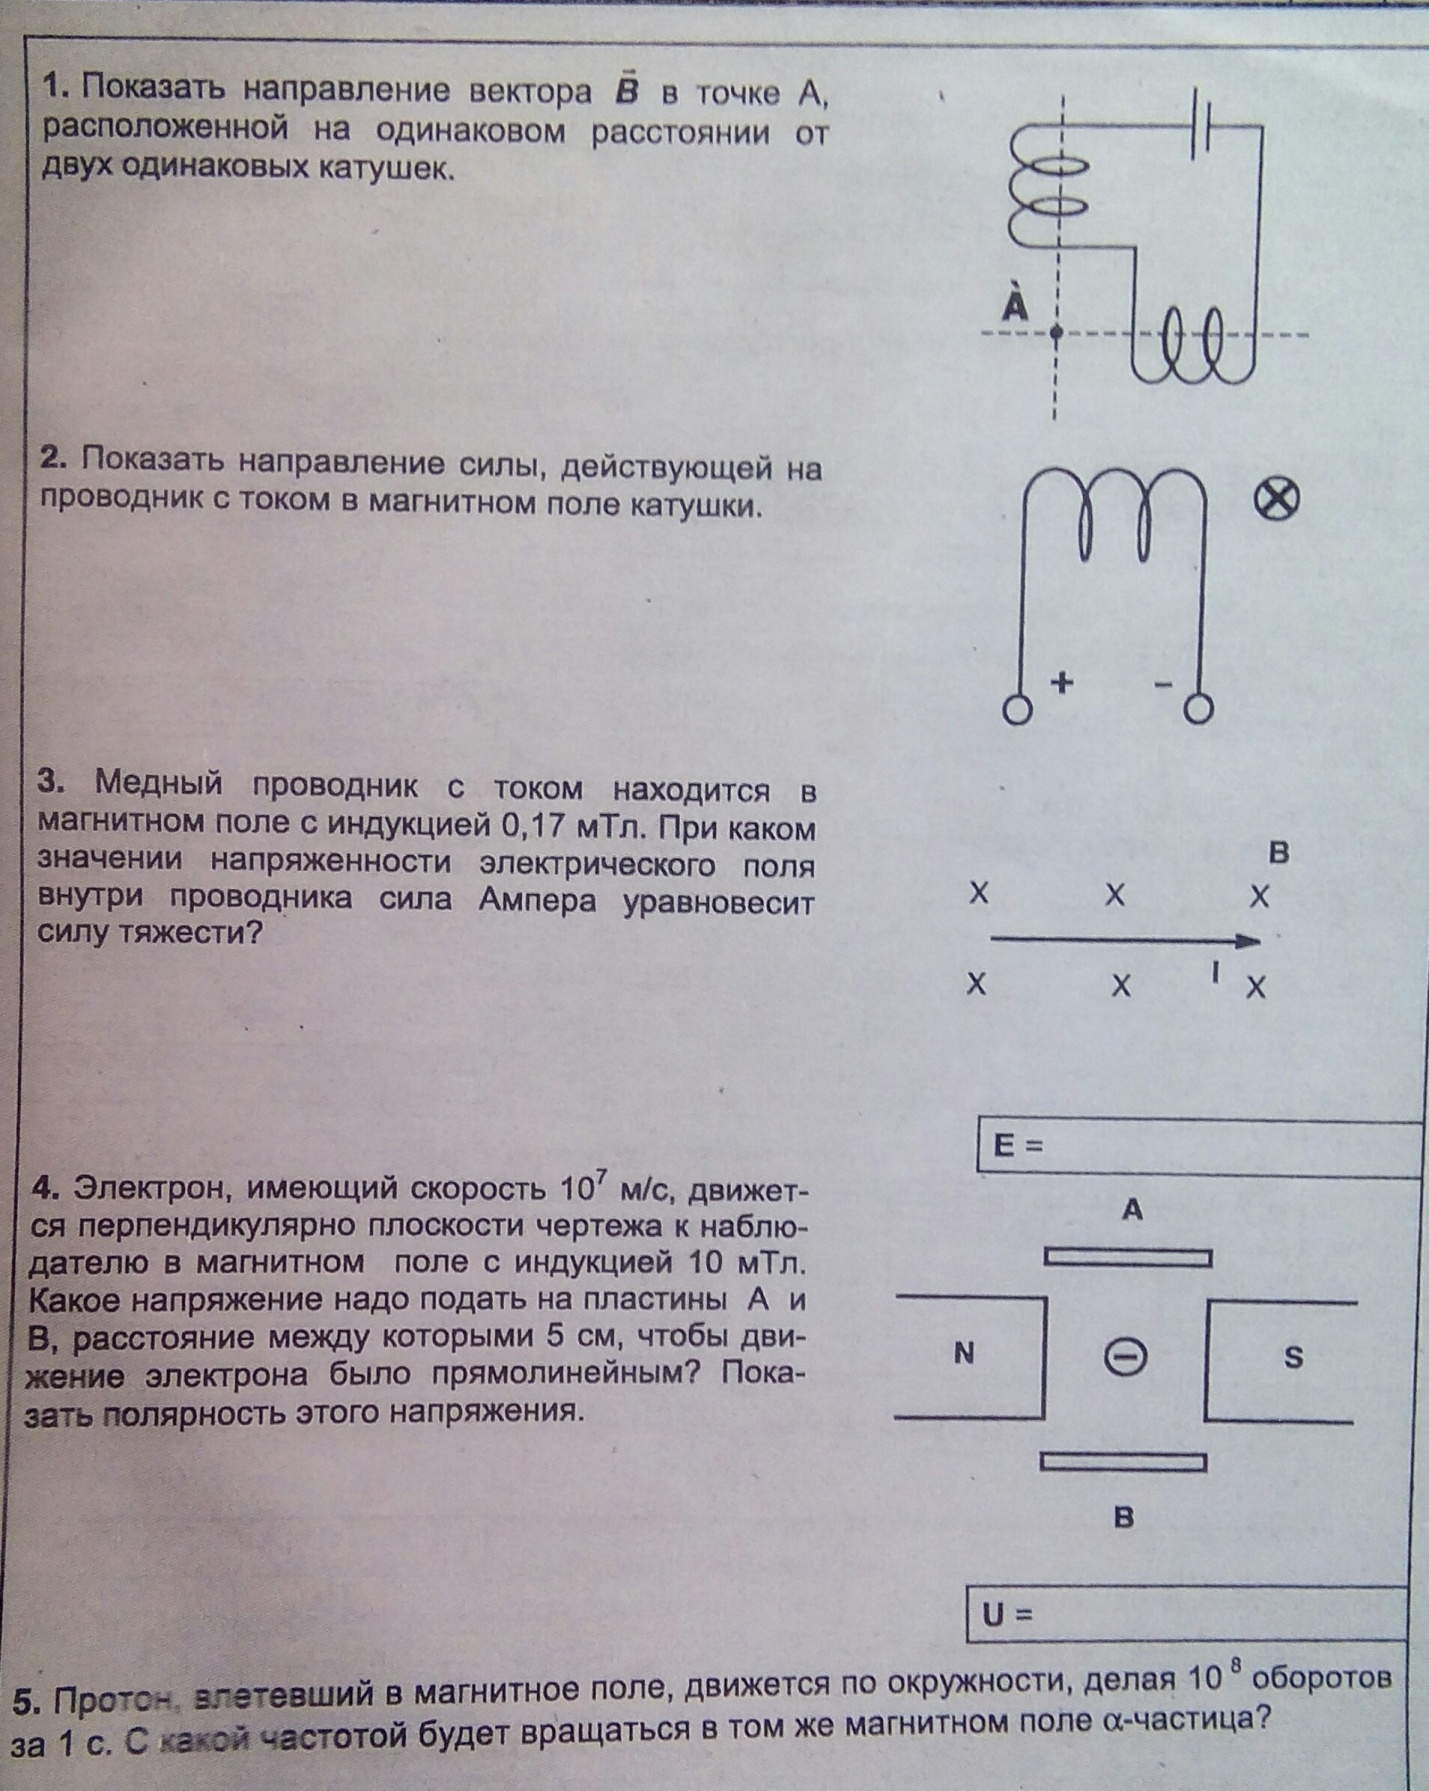 1. Показать направление вектора B⃗ в точке А,
расположенной на одинаковом расстоянии от
двух одинаковых катушек.
À
2. Показать направление силы, действующей на
проводник с током в магнитном поле катушки.
+ −
3. Медный проводник с током находится в
магнитном поле с индукцией 0,17 мТл. При каком
значении напряженности электрического поля
внутри проводника сила Ампера уравновесит
силу тяжести?
B
X X X
I
X X X
E =
4. Электрон, имеющий скорость 10⁷ м/с, движет-
ся перпендикулярно плоскости чертежа к наблю-
дателю в магнитном поле с индукцией 10 мТл.
Какое напряжение надо подать на пластины А и
В, расстояние между которыми 5 см, чтобы дви-
жение электрона было прямолинейным? Пока-
зать полярность этого напряжения.
A
N − S
B
U =
5. Протон, влетевший в магнитное поле, движется по окружности, делая 10⁸ оборотов
за 1 с. С какой частотой будет вращаться в том же магнитном поле α-частица?